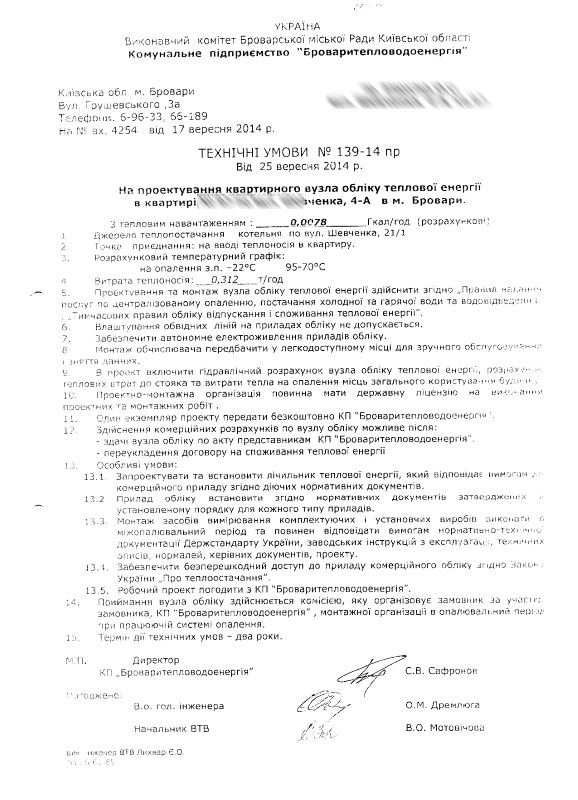 УКРАЇНА
Виконавчий комітет Броварської міської Ради Київської області
Комунальне підприємство "Броваритепловодоенергія"
Київська обл. м. Бровари
Вул. Грушевського ,3а
Телефони. 6-96-33, 66-189
На № вх. 4254 від 17 вересня 2014 р.
ТЕХНІЧНІ УМОВИ № 139-14 пр
Від 25 вересня 2014 р.
На проектування квартирного вузла обліку теплової енергії
в квартирі вченка, 4-А в м. Бровари.
З тепловим навантаженням : 0,0078 Гкал/год (розрахункові)
1 Джерело теплопостачання котельня по вул. Шевченка, 21/1
2. Точка приєднання: на вводі теплоносія в квартиру.
3. Розрахунковий температурний графік:
на опалення з.п. –22°С 95-70°С
4 Витрата теплоносія: 0,312 т/год
5. Проектування та монтаж вузла обліку теплової енергії здійснити згідно „Правил надання
послуг по централізованому опаленню, постачання холодної та гарячої води та водовідведенні
, „Тимчасових правил обліку відпускання і споживання теплової енергії".
6. Влаштування обвідних ліній на приладах обліку не допускається.
7. Забезпечити автономне електроживлення приладів обліку.
8 Монтаж обчислювача передбачити у легкодоступному місці для зручного обслуговування
і зняття данних.
9. В проект включити гідравлічний розрахунок вузла обліку теплової енергії, розрахунок
теплових втрат до стояка та витрати тепла на опалення місць загального користування
10. Проектно-монтажна організація повинна мати державну ліцензію на виконання
проектних та монтажних робіт .
11. Один екземпляр проекту передати безкоштовно КП "Броваритепловодоенергія".
12. Здійснення комерційних розрахунків по вузлу обліку можливе після:
- здачі вузла обліку по акту представникам КП "Броваритепловодоенергія".
- переукладення договору на споживання теплової енергії
13. Особливі умови:
13.1. Запроектувати та встановити лічильник теплової енергії, який відповідає вимогам до
комерційного приладу згідно діючих нормативних документів.
13.2 Прилад обліку встановити згідно нормативних документів затверджених в
установленому порядку для кожного типу приладів.
13.3. Монтаж засобів вимірювання комплектуючих і установчих виробів виконати в
міжопалювальний період та повинен відповідати вимогам нормативно-технічної
документації Держстандарту України, заводських інструкцій з експлуатації, технічних
описів, нормалей, керівних документів, проекту.
13.4. Забезпечити безперешкодний доступ до приладу комерційного обліку згідно Закону
України „Про теплоостачання".
13.5. Робочий проект погодити з КП "Броваритепловодоенергія".
14. Приймання вузла обліку здійснюється комісією, яку організовує замовник за участю
замовника, КП "Броваритепловодоенергія" , монтажної організації в опалювальний період
при працюючій системі опалення.
15. Термін дії технічних умов – два роки.
М.П. Директор
КП „Броваритепловодоенергія" С.В. Сафронов
Погоджено:
В.о. гол. інженера О.М. Дремлюга
Начальник ВТВ В.О. Мотовічова
вик. інженер ВТВ Лихвар Є.О.